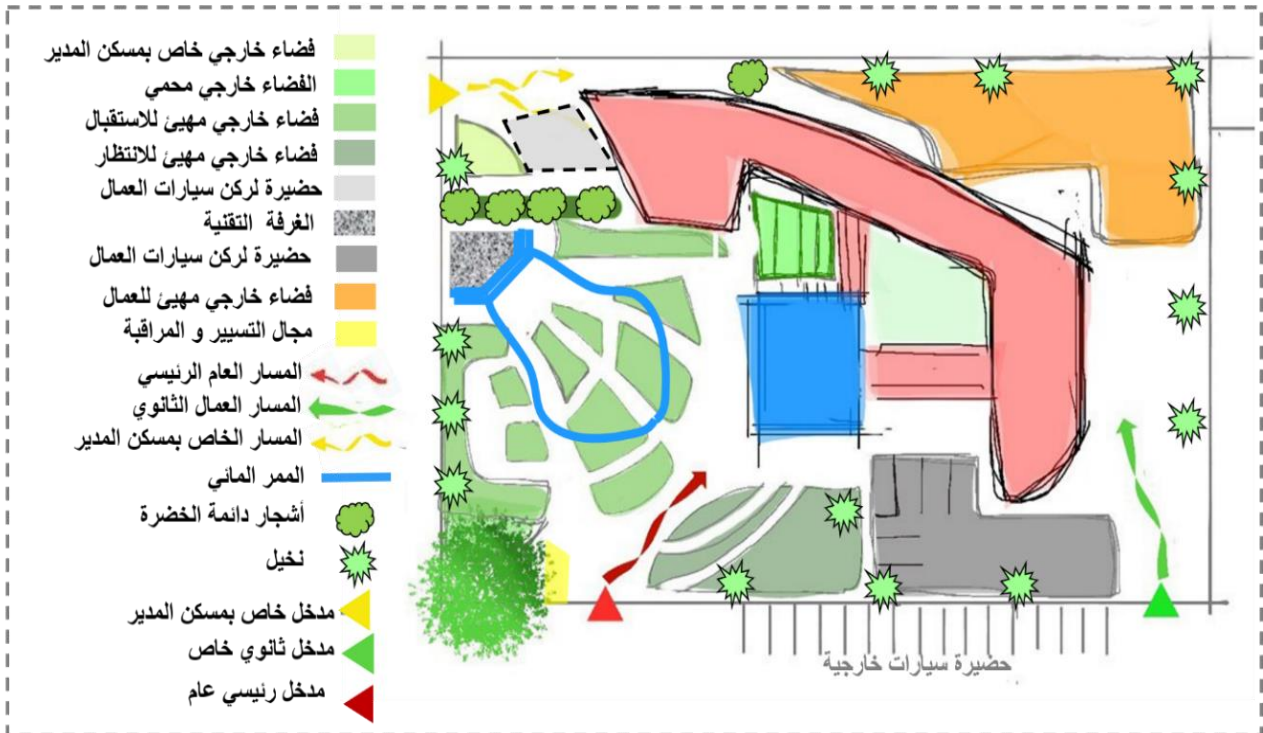 فضاء خارجي خاص بمسكن المدير
الفضاء خارجي محمي
فضاء خارجي مهيئ للاستقبال
فضاء خارجي مهيئ للانتظار
حضيرة لركن سيارات العمال
الغرفة التقنية
حضيرة لركن سيارات العمال
فضاء خارجي مهيئ للعمال
مجال التسيير و المراقبة
المسار العام الرئيسي
المسار العمال الثانوي
المسار الخاص بمسكن المدير
الممر المائي
أشجار دائمة الخضرة
نخيل
مدخل خاص بمسكن المدير
مدخل ثانوي خاص
مدخل رئيسي عام
حضيرة سيارات خارجية